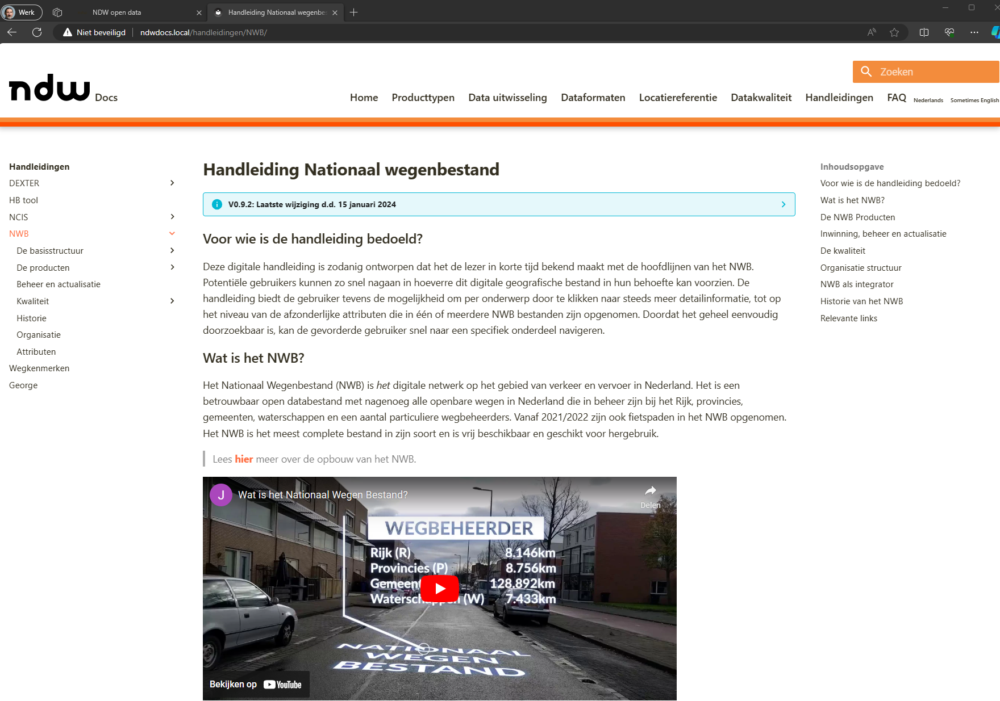 Werk
NDW open data
Handleiding Nationaal wegenbes
Niet beveiligd
ndwdocs.local/handleidingen/NWB/
Zoeken
ndw Docs
Home Producttypen Data uitwisseling Dataformaten Locatiereferentie Datakwaliteit Handleidingen FAQ Nederlands Sometimes English
Handleidingen
DEXTER
HB tool
NCIS
NWB
De basisstructuur
De producten
Beheer en actualisatie
Kwaliteit
Historie
Organisatie
Attributen
Wegkenmerken
George
Handleiding Nationaal wegenbestand
V0.9.2: Laatste wijziging d.d. 15 januari 2024
Voor wie is de handleiding bedoeld?
Deze digitale handleiding is zodanig ontworpen dat het de lezer in korte tijd bekend maakt met de hoofdlijnen van het NWB.
Potentiële gebruikers kunnen zo snel nagaan in hoeverre dit digitale geografische bestand in hun behoefte kan voorzien. De
handleiding biedt de gebruiker tevens de mogelijkheid om per onderwerp door te klikken naar steeds meer detailinformatie, tot op
het niveau van de afzonderlijke attributen die in één of meerdere NWB bestanden zijn opgenomen. Doordat het geheel eenvoudig
doorzoekbaar is, kan de gevorderde gebruiker snel naar een specifiek onderdeel navigeren.
Wat is het NWB?
Het Nationaal Wegenbestand (NWB) is het digitale netwerk op het gebied van verkeer en vervoer in Nederland. Het is een
betrouwbaar open databestand met nagenoeg alle openbare wegen in Nederland die in beheer zijn bij het Rijk, provincies,
gemeenten, waterschappen en een aantal particuliere wegbeheerders. Vanaf 2021/2022 zijn ook fietspaden in het NWB opgenomen.
Het NWB is het meest complete bestand in zijn soort en is vrij beschikbaar en geschikt voor hergebruik.
Lees hier meer over de opbouw van het NWB.
J Wat is het Nationaal Wegen Bestand?
Delen
WEGBEHEERDER
Rijk (R) 8.146km
Provincies (P) 8.756km
Gemeent 128.892km
Waterschappen (W) 7.433km
NATIONAAL
WEGEN
BESTAND
Bekijken op YouTube
Inhoudsopgave
Voor wie is de handleiding bedoeld?
Wat is het NWB?
De NWB Producten
Inwinning, beheer en actualisatie
De kwaliteit
Organisatie structuur
NWB als integrator
Historie van het NWB
Relevante links